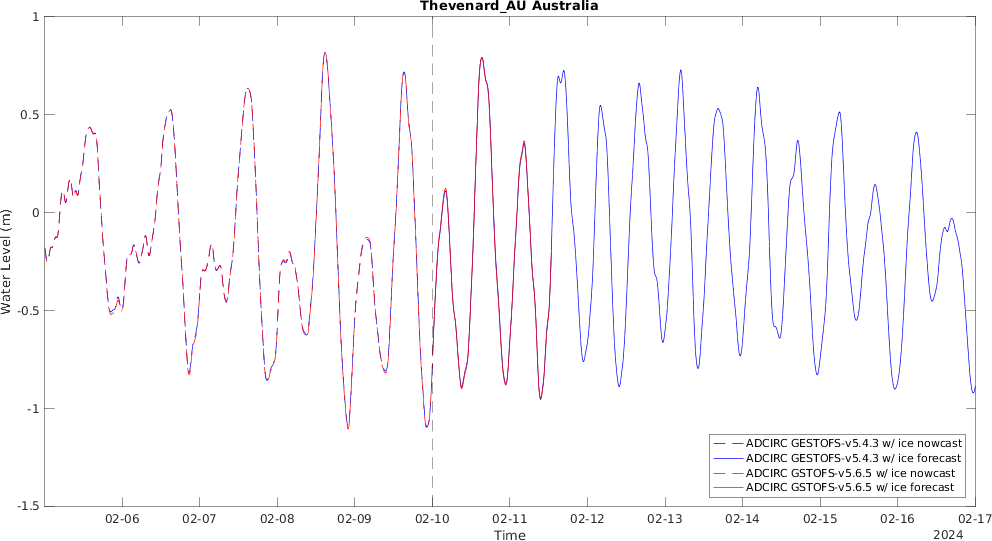 Thevenard_AU Australia
1
0.5
0
-0.5
-1
-1.5
Water Level (m)
02-06 02-07 02-08 02-09 02-10 02-11 02-12 02-13 02-14 02-15 02-16 02-17
Time
2024
ADCIRC GESTOFS-v5.4.3 w/ ice nowcast
ADCIRC GESTOFS-v5.4.3 w/ ice forecast
ADCIRC GSTOFS-v5.6.5 w/ ice nowcast
ADCIRC GSTOFS-v5.6.5 w/ ice forecast